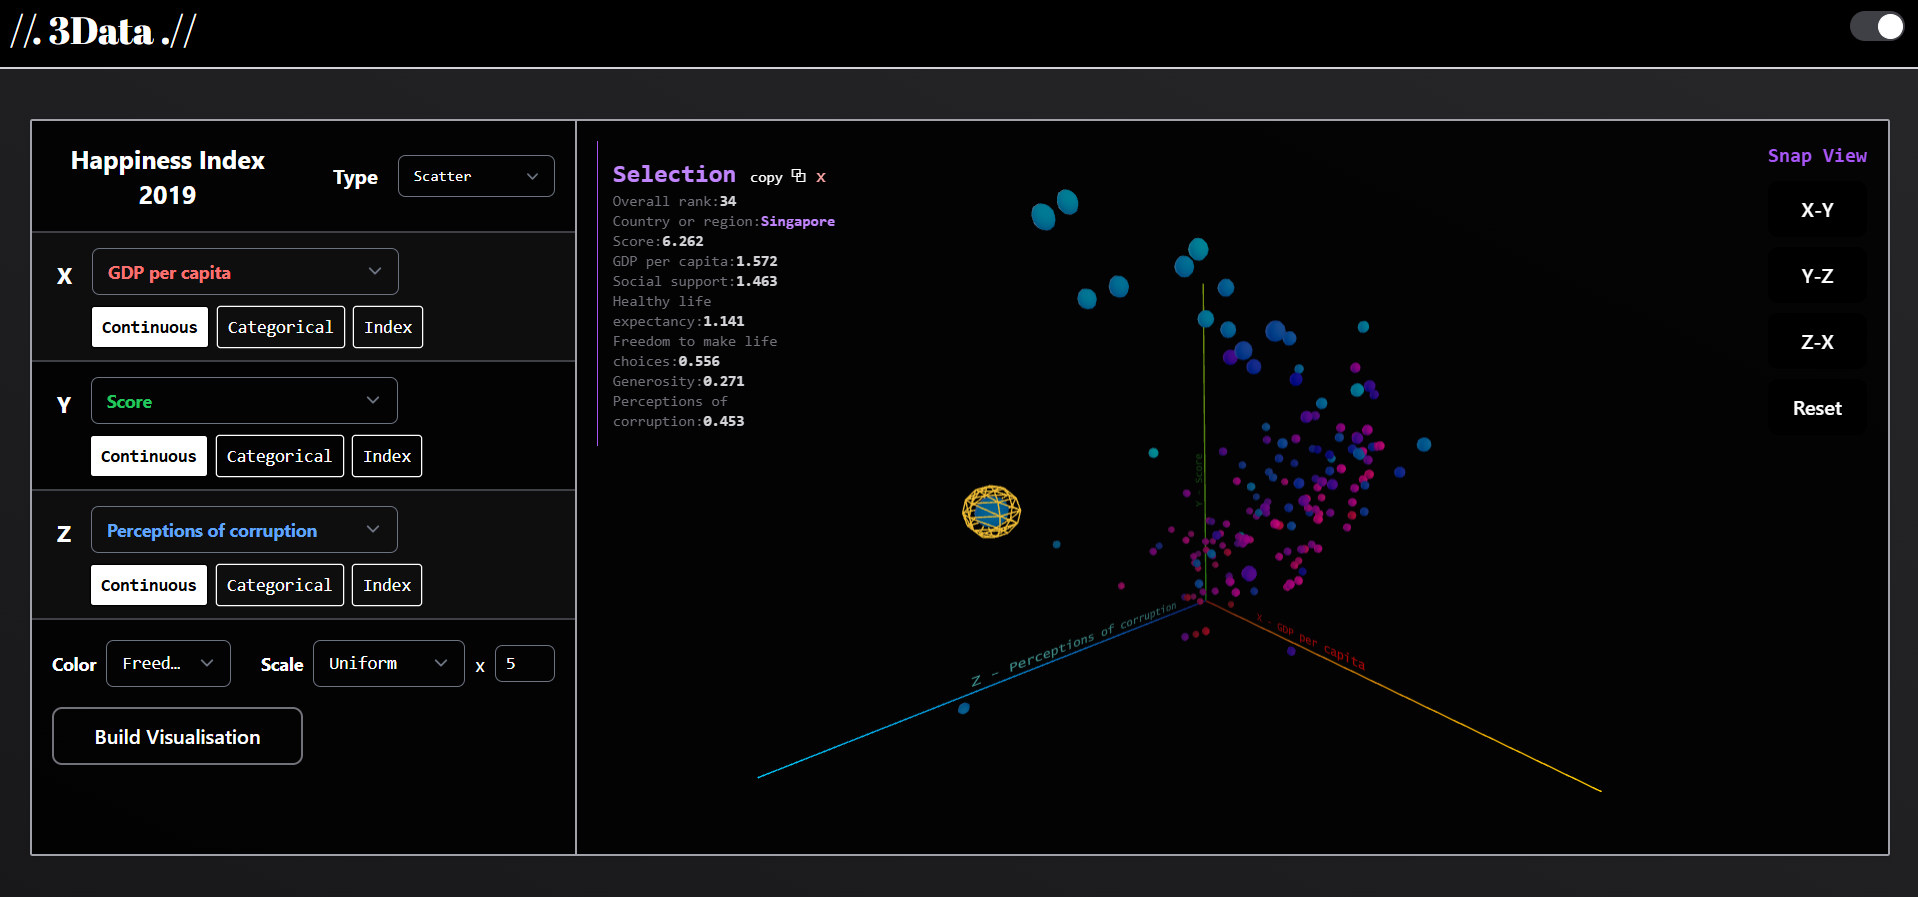 //. 3Data .//
Happiness Index
2019
Type
Scatter
X
GDP per capita
Continuous
Categorical
Index
Y
Score
Continuous
Categorical
Index
Z
Perceptions of corruption
Continuous
Categorical
Index
Color
Freed...
Scale
Uniform
x
5
Build Visualisation
Selection copy x
Overall rank:34
Country or region:Singapore
Score:6.262
GDP per capita:1.572
Social support:1.463
Healthy life
expectancy:1.141
Freedom to make life
choices:0.556
Generosity:0.271
Perceptions of
corruption:0.453
Y - Score
Z - Perceptions of corruption
X - GDP per capita
Snap View
X-Y
Y-Z
Z-X
Reset